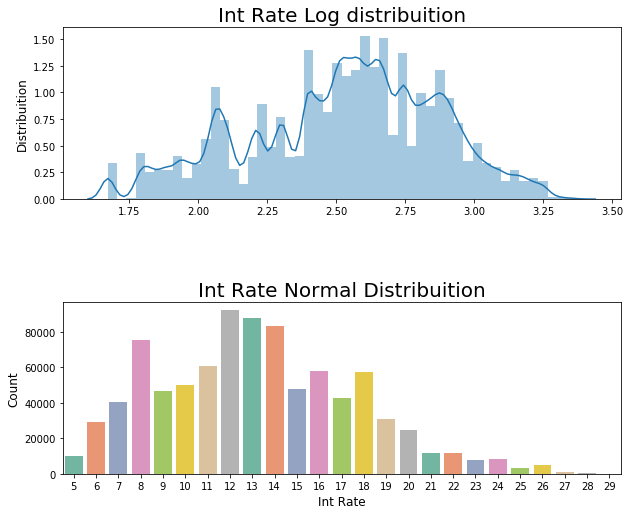 Int Rate Log distribuition
Distribuition
1.50
1.25
1.00
0.75
0.50
0.25
0.00
1.75 2.00 2.25 2.50 2.75 3.00 3.25 3.50
Int Rate Normal Distribuition
Count
80000
60000
40000
20000
0
5 6 7 8 9 10 11 12 13 14 15 16 17 18 19 20 21 22 23 24 25 26 27 28 29
Int Rate